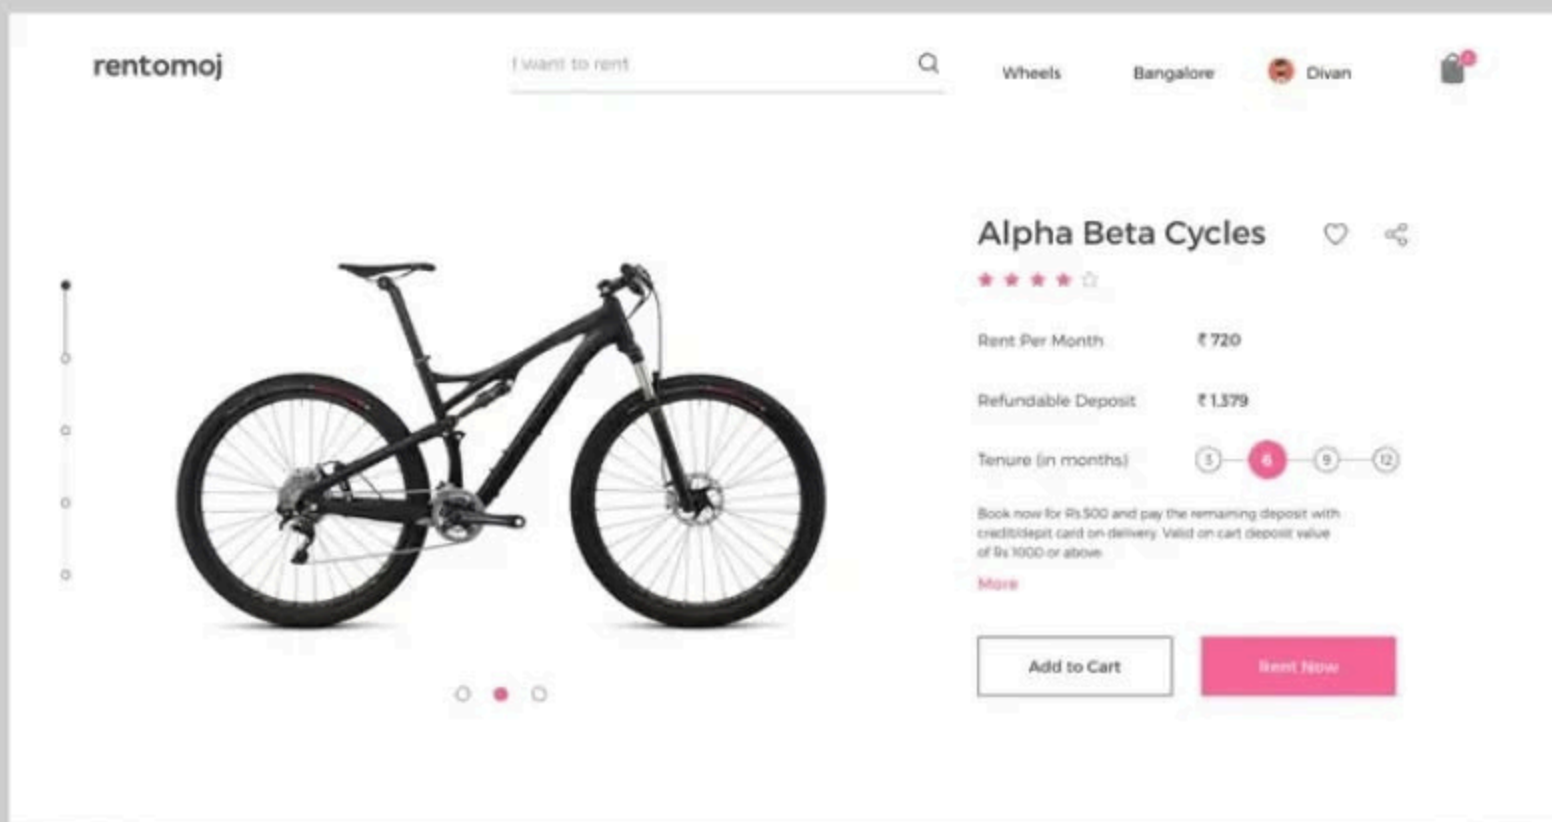 rentomoj
I want to rent
Wheels
Bangalore
Divan
Alpha Beta Cycles
Rent Per Month ₹ 720
Refundable Deposit ₹ 1,379
Tenure (in months) 3 6 9 12
Book now for Rs.500 and pay the remaining deposit with
credit/depit card on delivery. Valid on cart deposit value
of Rs 1000 or above
More
Add to Cart
Rent Now